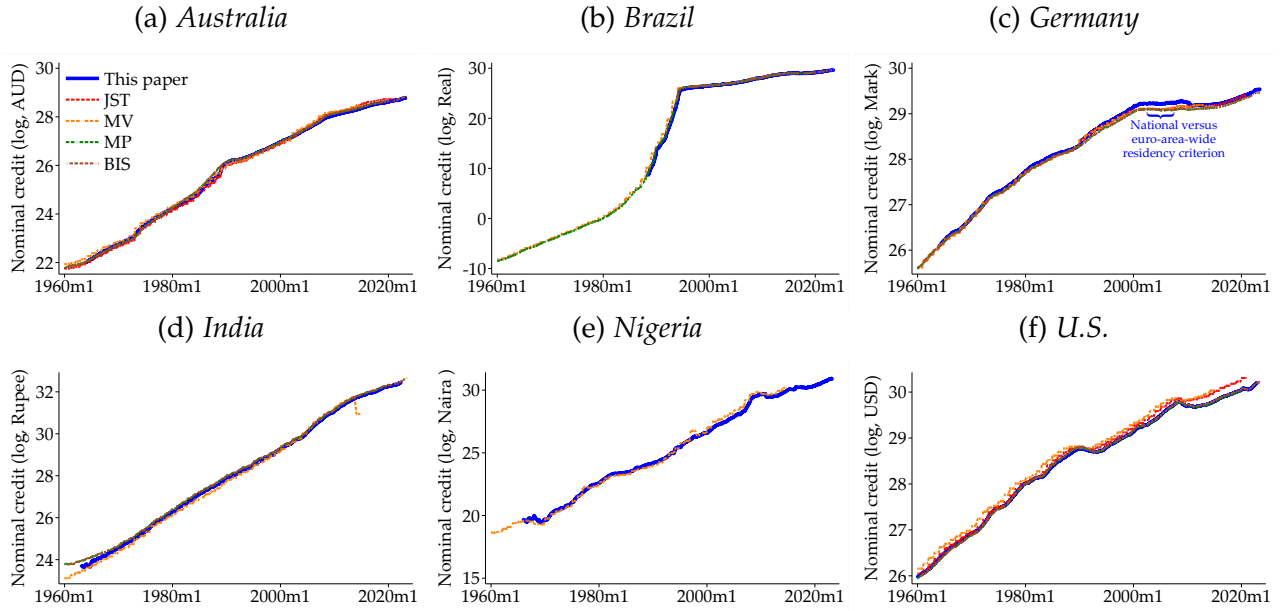 (a) Australia
Nominal credit (log, AUD)
30
28
26
24
22
This paper
JST
MV
MP
BIS
1960m1 1980m1 2000m1 2020m1
(b) Brazil
Nominal credit (log, Real)
30
20
10
0
-10
1960m1 1980m1 2000m1 2020m1
(c) Germany
Nominal credit (log, Mark)
30
29
28
27
26
National versus
euro-area-wide
residency criterion
1960m1 1980m1 2000m1 2020m1
(d) India
Nominal credit (log, Rupee)
32
30
28
26
24
1960m1 1980m1 2000m1 2020m1
(e) Nigeria
Nominal credit (log, Naira )
30
25
20
15
1960m1 1980m1 2000m1 2020m1
(f) U.S.
Nominal credit (log, USD)
30
29
28
27
26
1960m1 1980m1 2000m1 2020m1